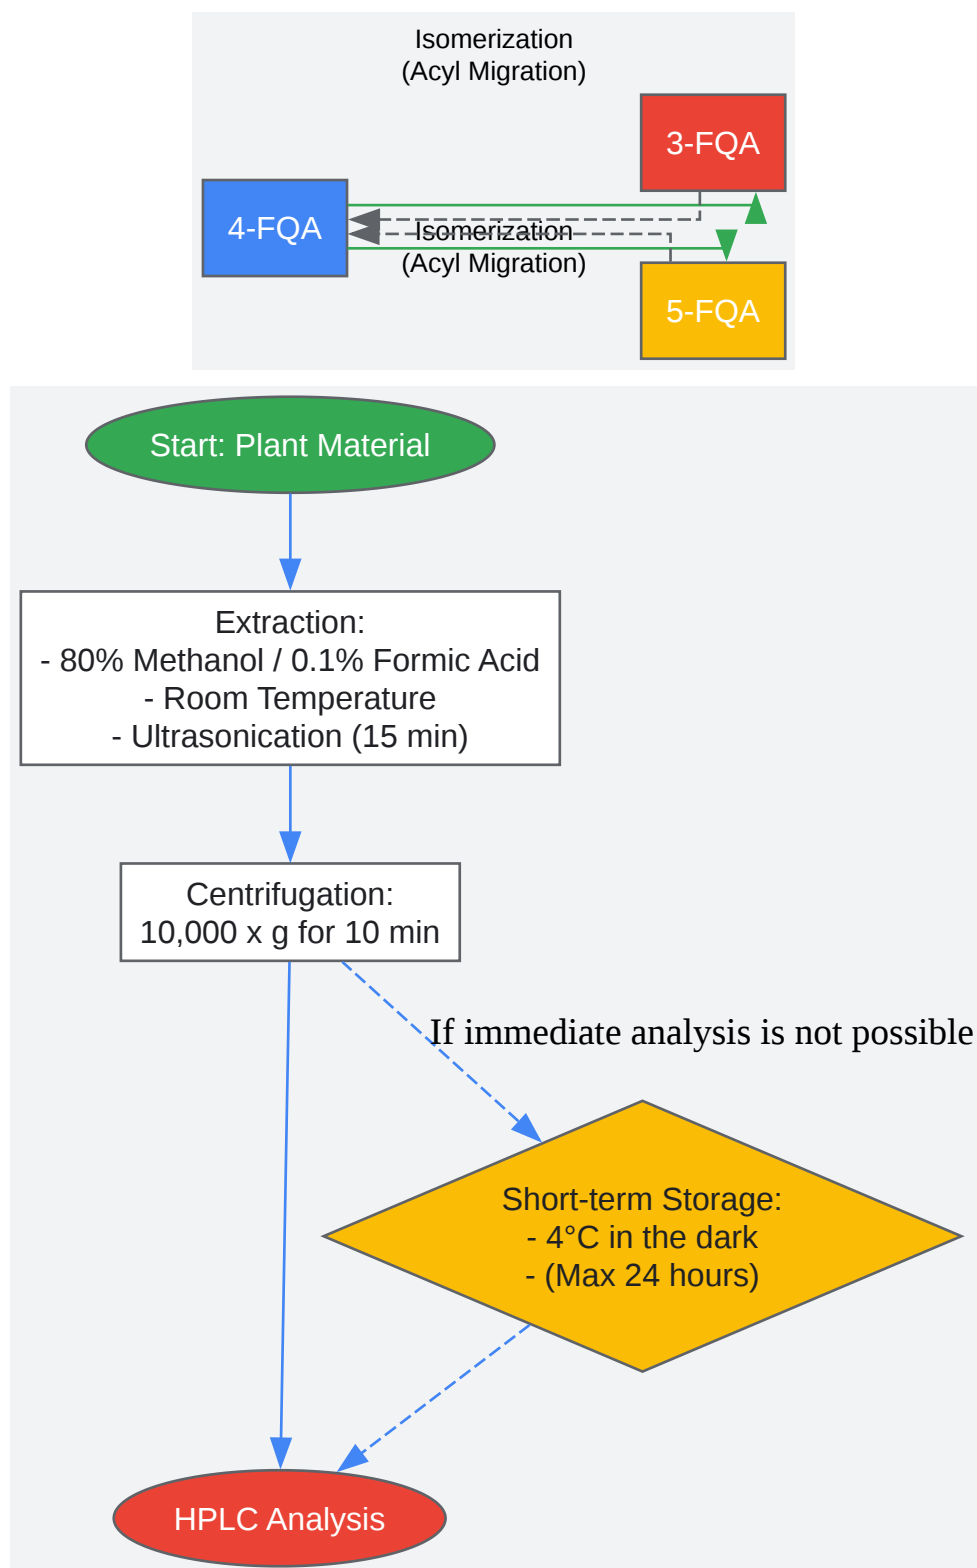 Isomerization
(Acyl Migration)
3-FQA
4-FQA
Isomerization
(Acyl Migration)
5-FQA
Start: Plant Material
Extraction:
- 80% Methanol / 0.1% Formic Acid
- Room Temperature
- Ultrasonication (15 min)
Centrifugation:
10,000 x g for 10 min
If immediate analysis is not possible
Short-term Storage:
- 4°C in the dark
- (Max 24 hours)
HPLC Analysis